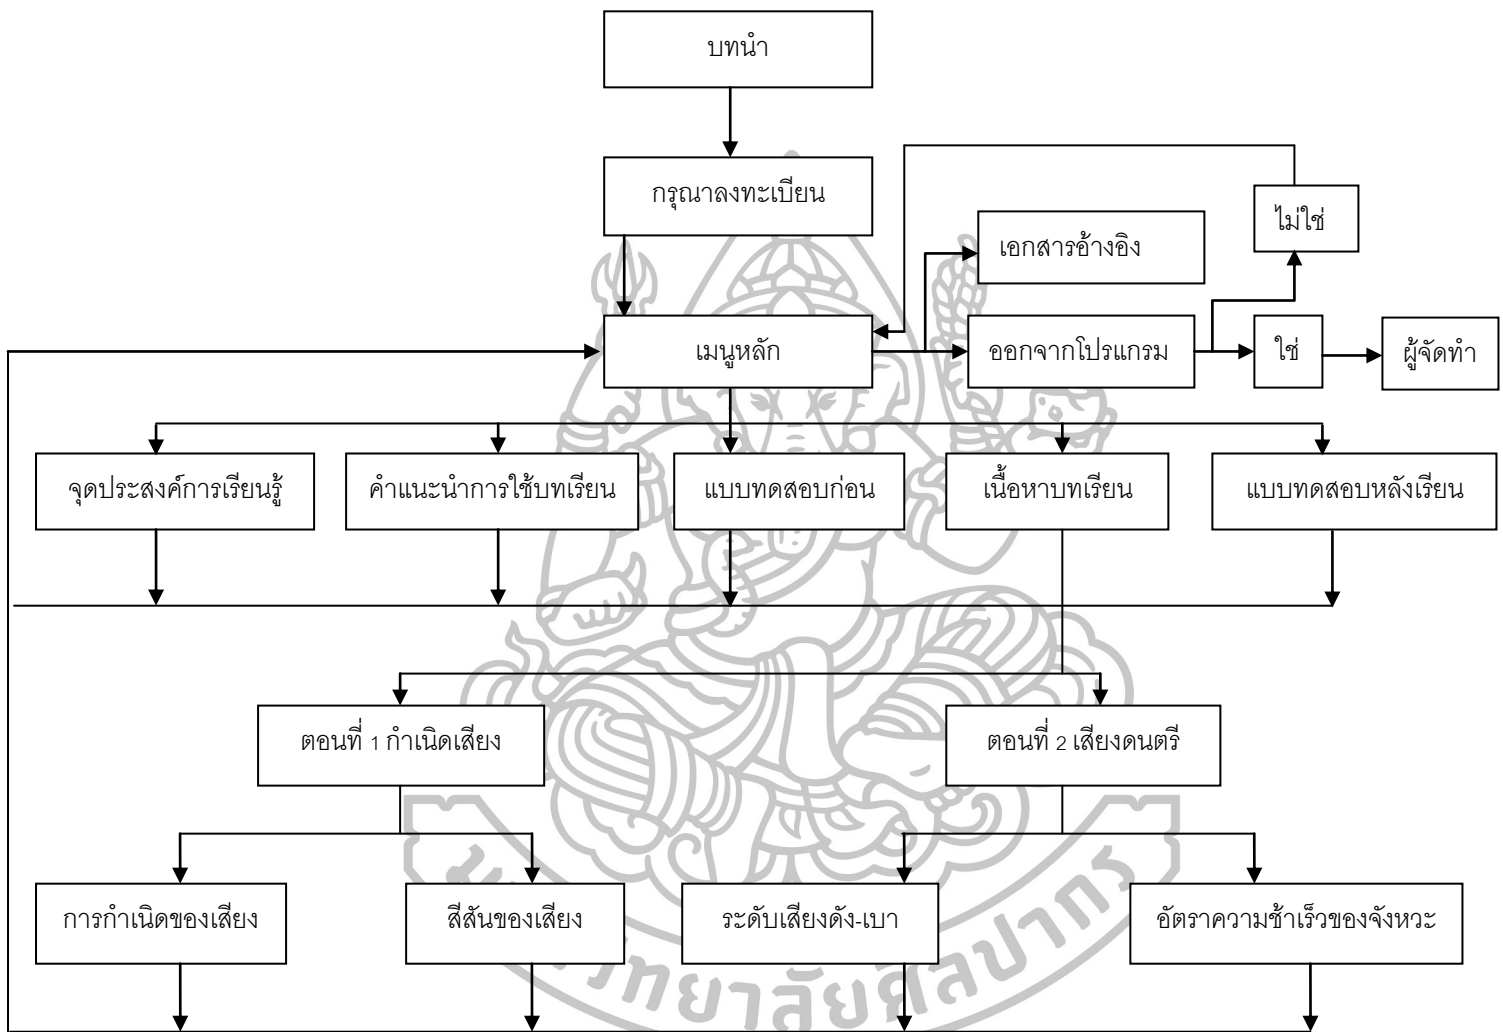 บทนำ
กรุณาลงทะเบียน
ไม่ใช่
เอกสารอ้างอิง
เมนูหลัก
ออกจากโปรแกรม
ใช่
ผู้จัดทำ
จุดประสงค์การเรียนรู้
คำแนะนำการใช้บทเรียน
แบบทดสอบก่อน
เนื้อหาบทเรียน
แบบทดสอบหลังเรียน
ตอนที่ 1 กำเนิดเสียง
ตอนที่ 2 เสียงดนตรี
การกำเนิดของเสียง
สีสันของเสียง
ระดับเสียงดัง-เบา
อัตราความช้าเร็วของจังหวะ